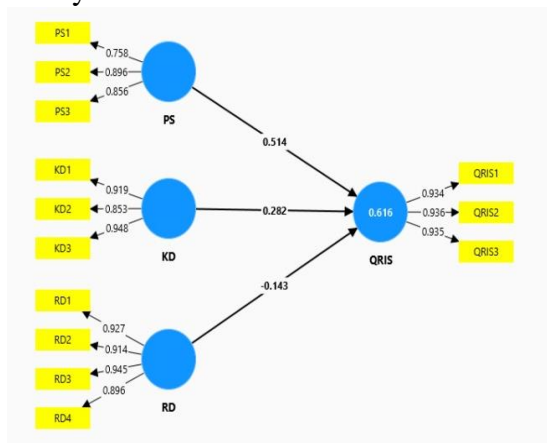 PS1
0.758
PS2
0.896
0.856
PS3
PS
0.514
KD1
0.919
KD2
0.853
0.948
KD3
KD
0.282
0.616
QRIS
0.934
QRIS1
0.936
QRIS2
0.935
QRIS3
-0.143
RD1
0.927
RD2
0.914
RD3
0.945
0.896
RD4
RD